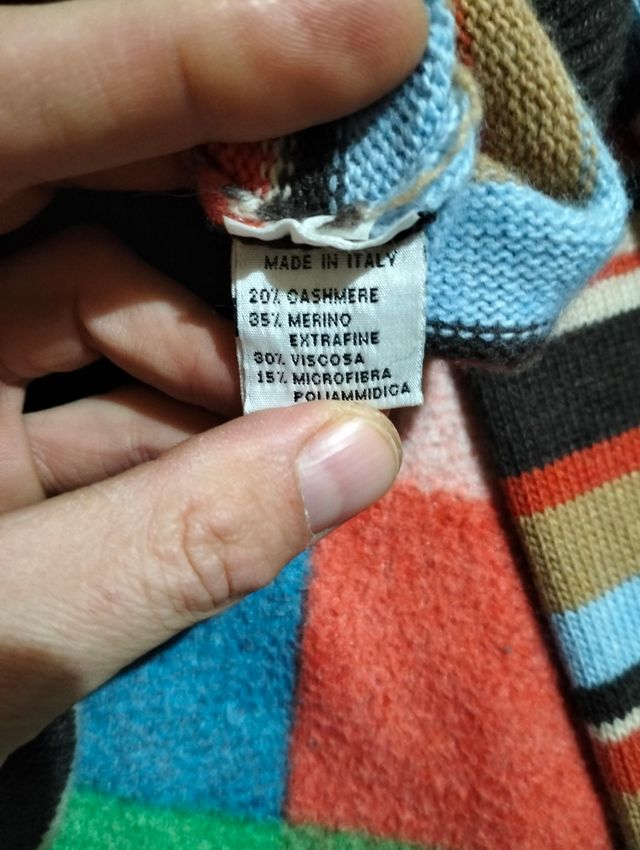 MADE IN ITALY
20% CASHMERE
35% MERINO
EXTRAFINE
30% VISCOSA
15% MICROFIBRA
POLIAMMIDICA